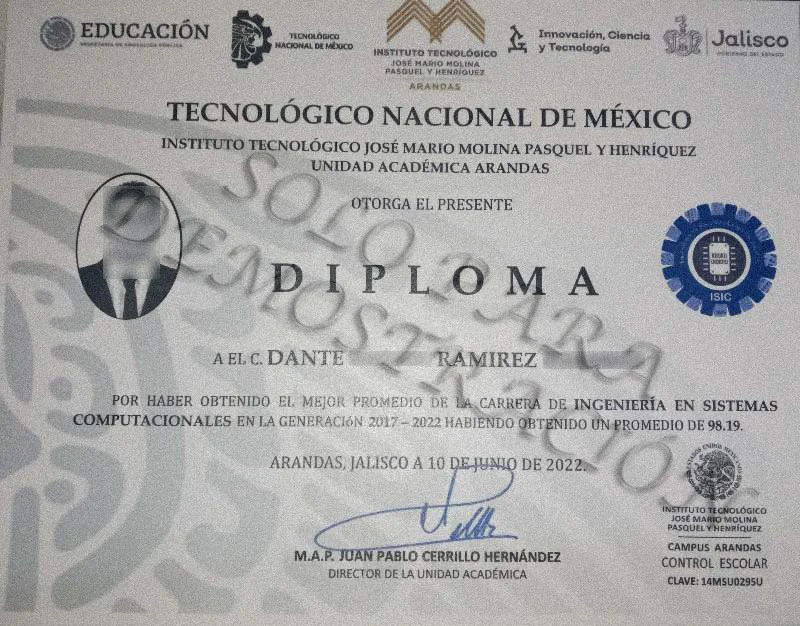 EDUCACIÓN
SECRETARÍA DE EDUCACIÓN PÚBLICA
TECNOLÓGICO
NACIONAL DE MÉXICO
INSTITUTO TECNOLÓGICO
JOSÉ MARIO MOLINA
PASQUEL Y HENRÍQUEZ
ARANDAS
Innovación, Ciencia
y Tecnología
Jalisco
GOBIERNO DEL ESTADO
TECNOLÓGICO NACIONAL DE MÉXICO
INSTITUTO TECNOLÓGICO JOSÉ MARIO MOLINA PASQUEL Y HENRÍQUEZ
UNIDAD ACADÉMICA ARANDAS
OTORGA EL PRESENTE
DIPLOMA
ISIC
SOLO PARA
DEMOSTRACIÓN
A EL C. DANTE RAMIREZ
POR HABER OBTENIDO EL MEJOR PROMEDIO DE LA CARRERA DE INGENIERÍA EN SISTEMAS
COMPUTACIONALES EN LA GENERACIÓN 2017 – 2022 HABIENDO OBTENIDO UN PROMEDIO DE 98.19.
ARANDAS, JALISCO A 10 DE JUNIO DE 2022.
M.A.P. JUAN PABLO CERRILLO HERNÁNDEZ
DIRECTOR DE LA UNIDAD ACADÉMICA
ESTADOS UNIDOS MEXICANOS
INSTITUTO TECNOLÓGICO
JOSÉ MARIO MOLINA
PASQUEL Y HENRÍQUEZ
CAMPUS ARANDAS
CONTROL ESCOLAR
CLAVE: 14MSU0295U